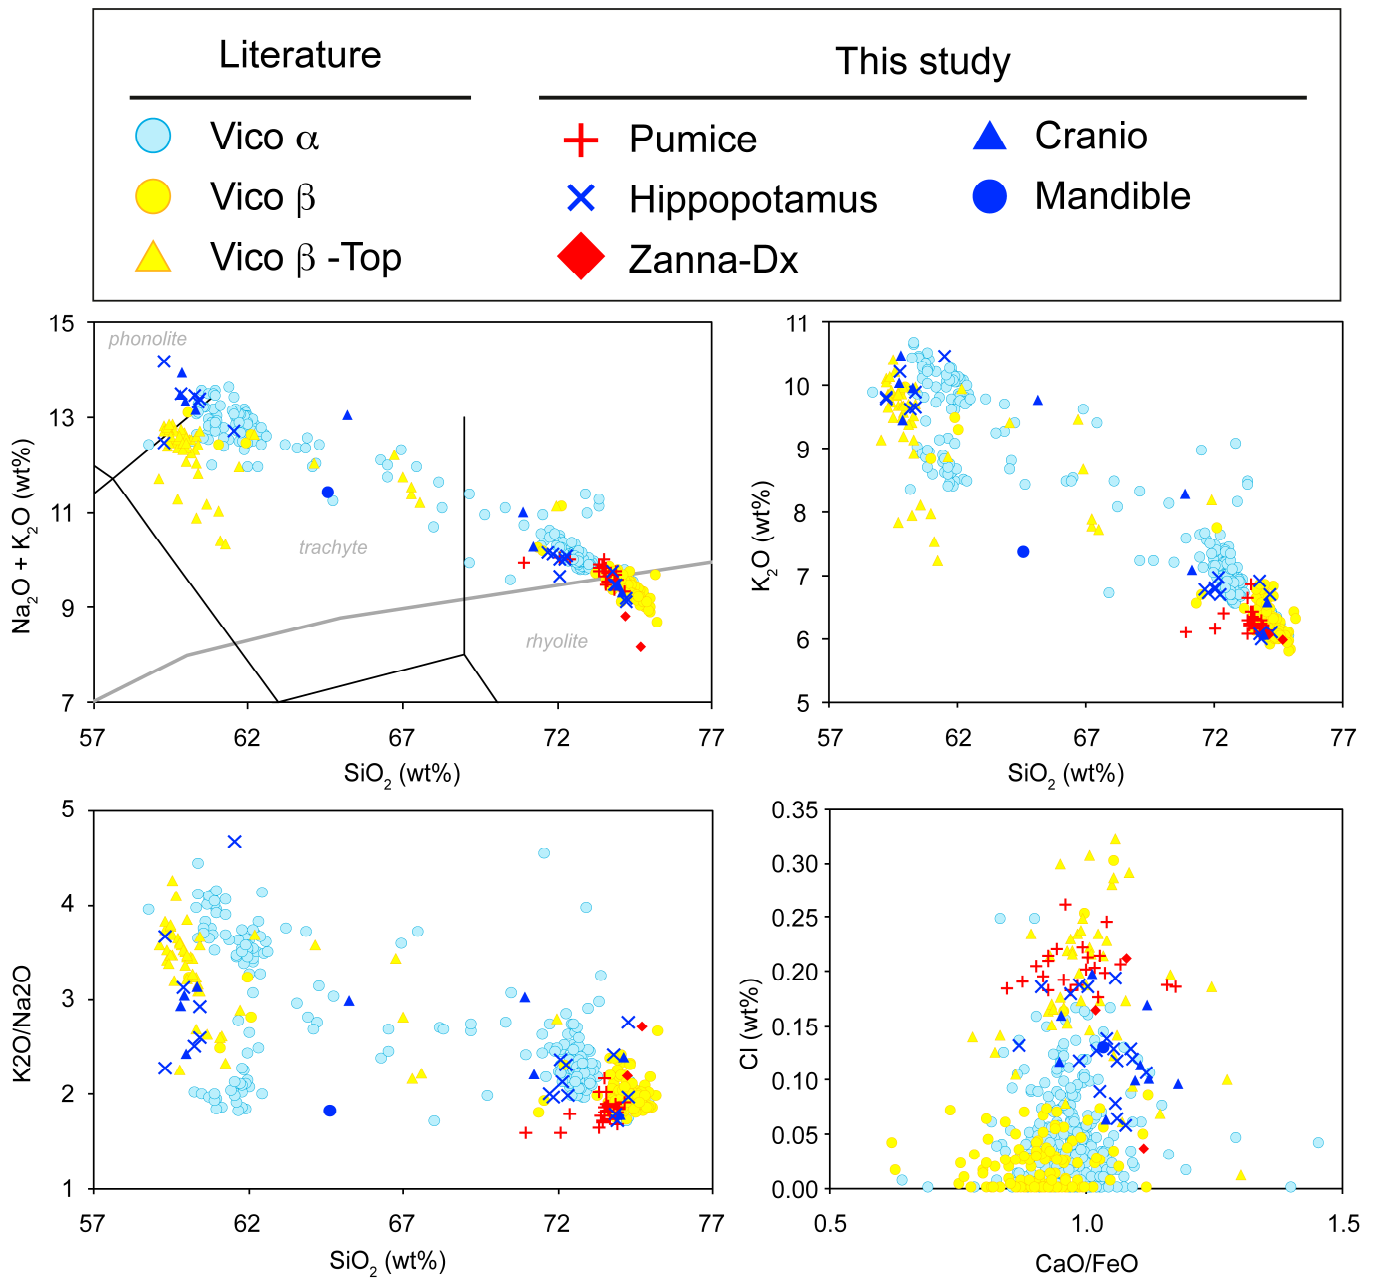 Literature
This study
Vico α
Pumice
Cranio
Vico β
Hippopotamus
Mandible
Vico β -Top
Zanna-Dx
15
13
11
9
7
Na2O + K2O (wt%)
phonolite
trachyte
rhyolite
57
62
67
72
77
SiO2 (wt%)
11
10
9
8
7
6
5
K2O (wt%)
57
62
67
72
77
SiO2 (wt%)
5
4
3
2
1
K2O/Na2O
57
62
67
72
77
SiO2 (wt%)
0.35
0.30
0.25
0.20
0.15
0.10
0.05
0.00
Cl (wt%)
0.5
1.0
1.5
CaO/FeO